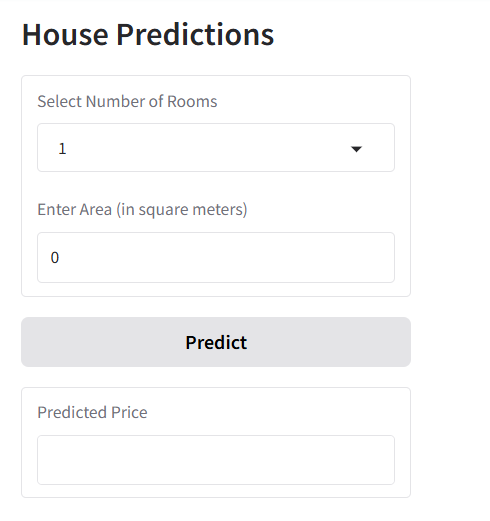 House Predictions
Select Number of Rooms
1
Enter Area (in square meters)
0
Predict
Predicted Price